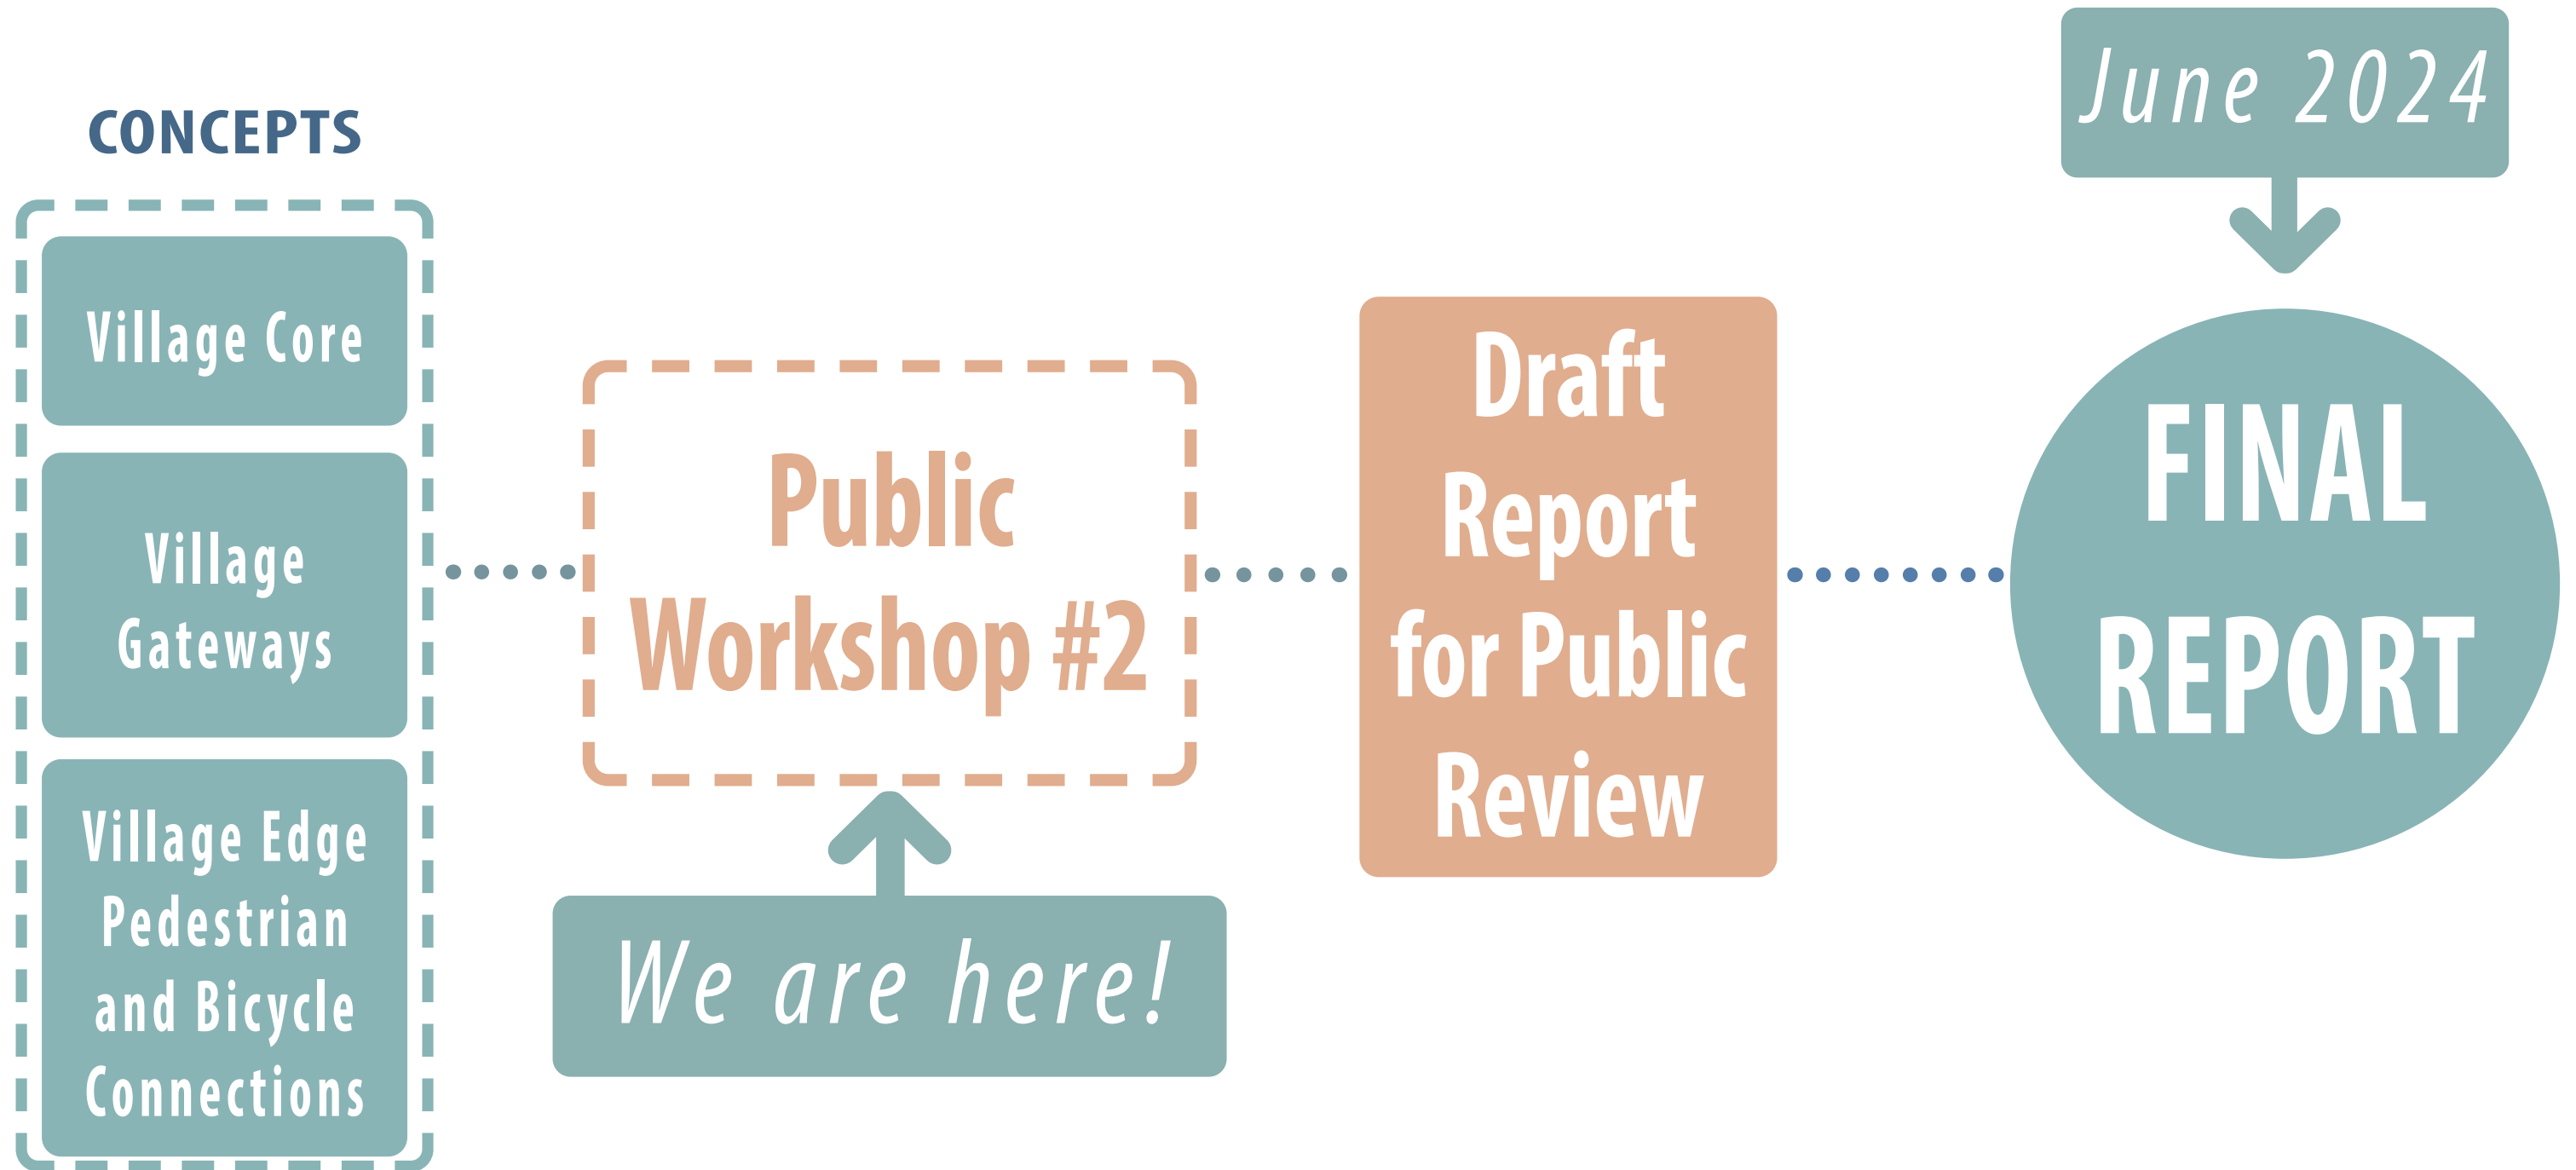 CONCEPTS
Village Core
Village
Gateways
Village Edge
Pedestrian
and Bicycle
Connections
Public
Workshop #2
We are here!
Draft
Report
for Public
Review
June 2024
FINAL
REPORT